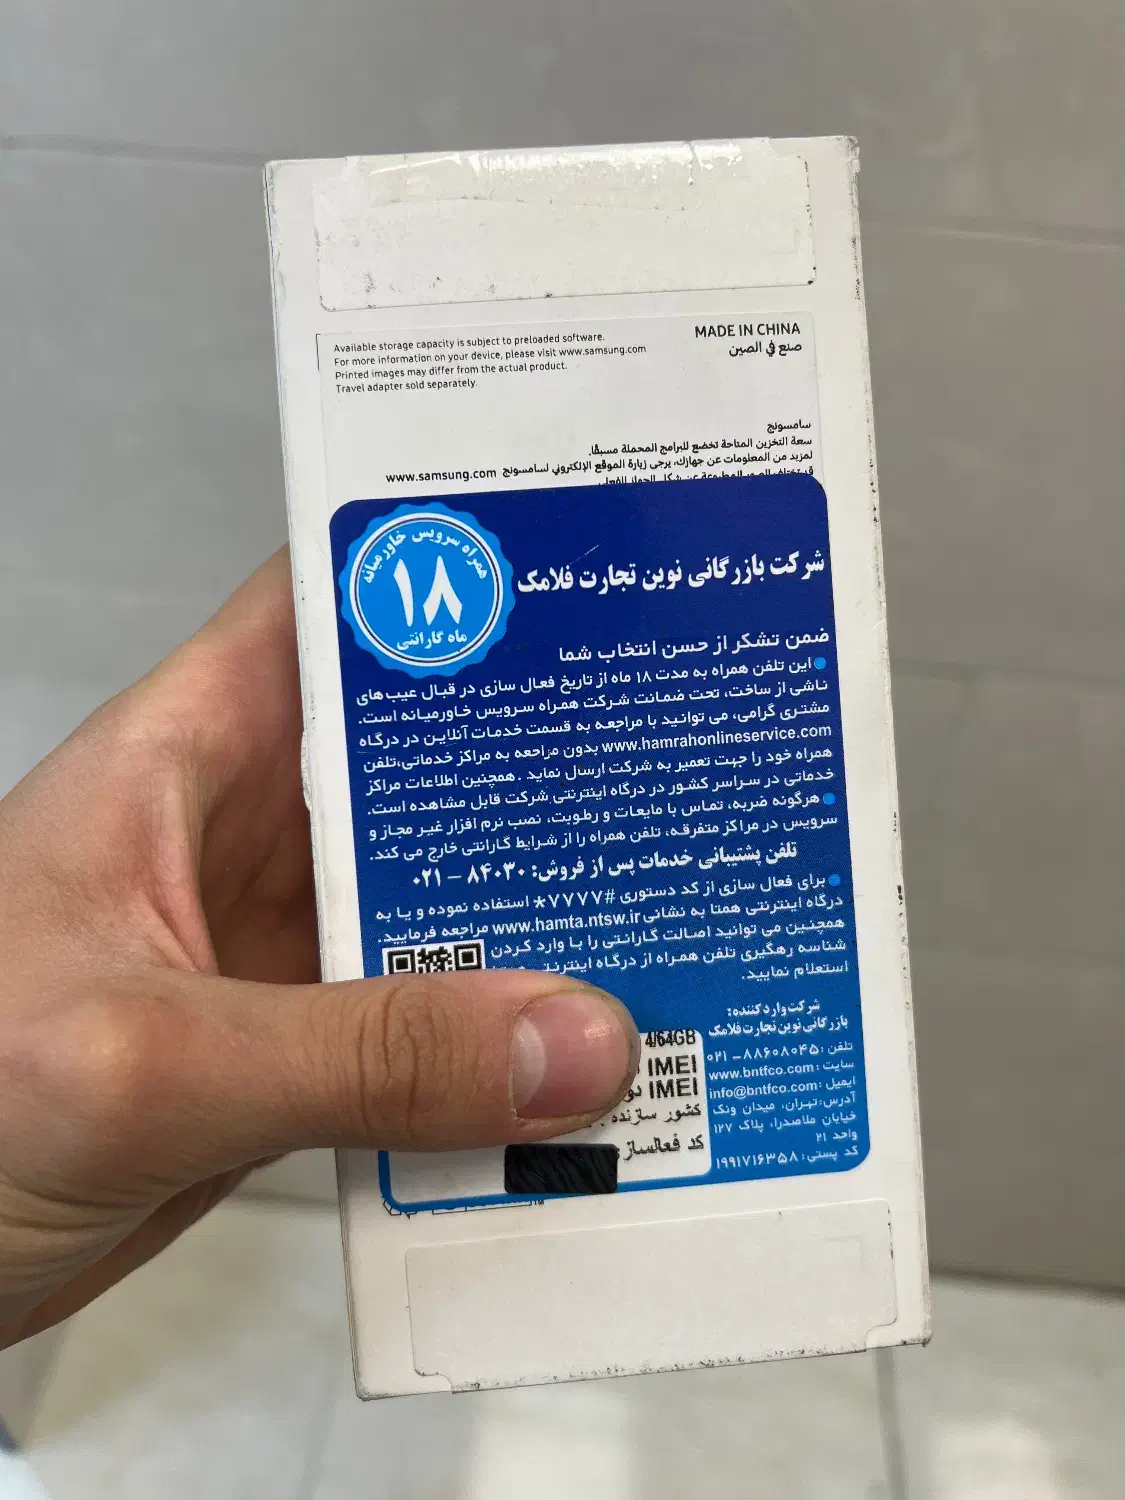 Available storage capacity is subject to preloaded software.
For more information on your device, please visit www.samsung.com
Printed images may differ from the actual product.
Travel adapter sold separately.
MADE IN CHINA
صنع في الصين
سامسونج
سعة التخزين المتاحة تخضع للبرامج المحملة مسبقًا.
لمزيد من المعلومات عن جهازك، يرجى زيارة الموقع الإلكتروني لسامسونج www.samsung.com
همراه سرویس خاورمیانه
۱۸
ماه گارانتی
شرکت بازرگانی نوین تجارت فلامک
ضمن تشکر از حسن انتخاب شما
این تلفن همراه به مدت ۱۸ ماه از تاریخ فعال سازی در قبال عیب های
ناشی از ساخت، تحت ضمانت شرکت همراه سرویس خاورمیانه است.
مشتری گرامی، می توانید با مراجعه به قسمت خدمات آنلاین در درگاه
www.hamrahonlineservice.com بدون مراجعه به مراکز خدماتی،تلفن
همراه خود را جهت تعمیر به شرکت ارسال نماید . همچنین اطلاعات مراکز
خدماتی در سراسر کشور در درگاه اینترنتی شرکت قابل مشاهده است.
هرگونه ضربه، تماس با مایعات و رطوبت، نصب نرم افزار غیر مجاز و
سرویس در مراکز متفرقه، تلفن همراه را از شرایط گارانتی خارج می کند.
تلفن پشتیبانی خدمات پس از فروش: ۸۴۰۳۰ – ۰۲۱
برای فعال سازی از کد دستوری #۷۷۷۷* استفاده نموده و یا به
درگاه اینترنتی همتا به نشانی www.hamta.ntsw.ir مراجعه فرمایید.
همچنین می توانید اصالت گارانتی را با وارد کردن
شناسه رهگیری تلفن همراه از درگاه اینترنتی
استعلام نمایید.
شرکت وارد کننده:
بازرگانی نوین تجارت فلامک
تلفن : ۸۸۶۰۸۰۴۵ – ۰۲۱
سایت : www.bntfco.com
ایمیل : info@bntfco.com
آدرس:تهران، میدان ونک
خیابان ملاصدرا، پلاک ۱۲۷
واحد ۲۱
کد پستی: ۱۹۹۱۷۱۶۳۵۸
4/64GB
IMEI
IMEI دو
کشور سازنده :
کد فعالسازی